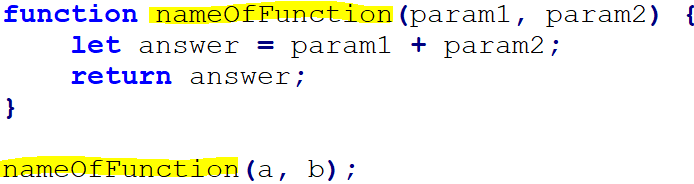 function nameOfFunction(param1, param2) {
    let answer = param1 + param2;
    return answer;
}
nameOfFunction(a, b);